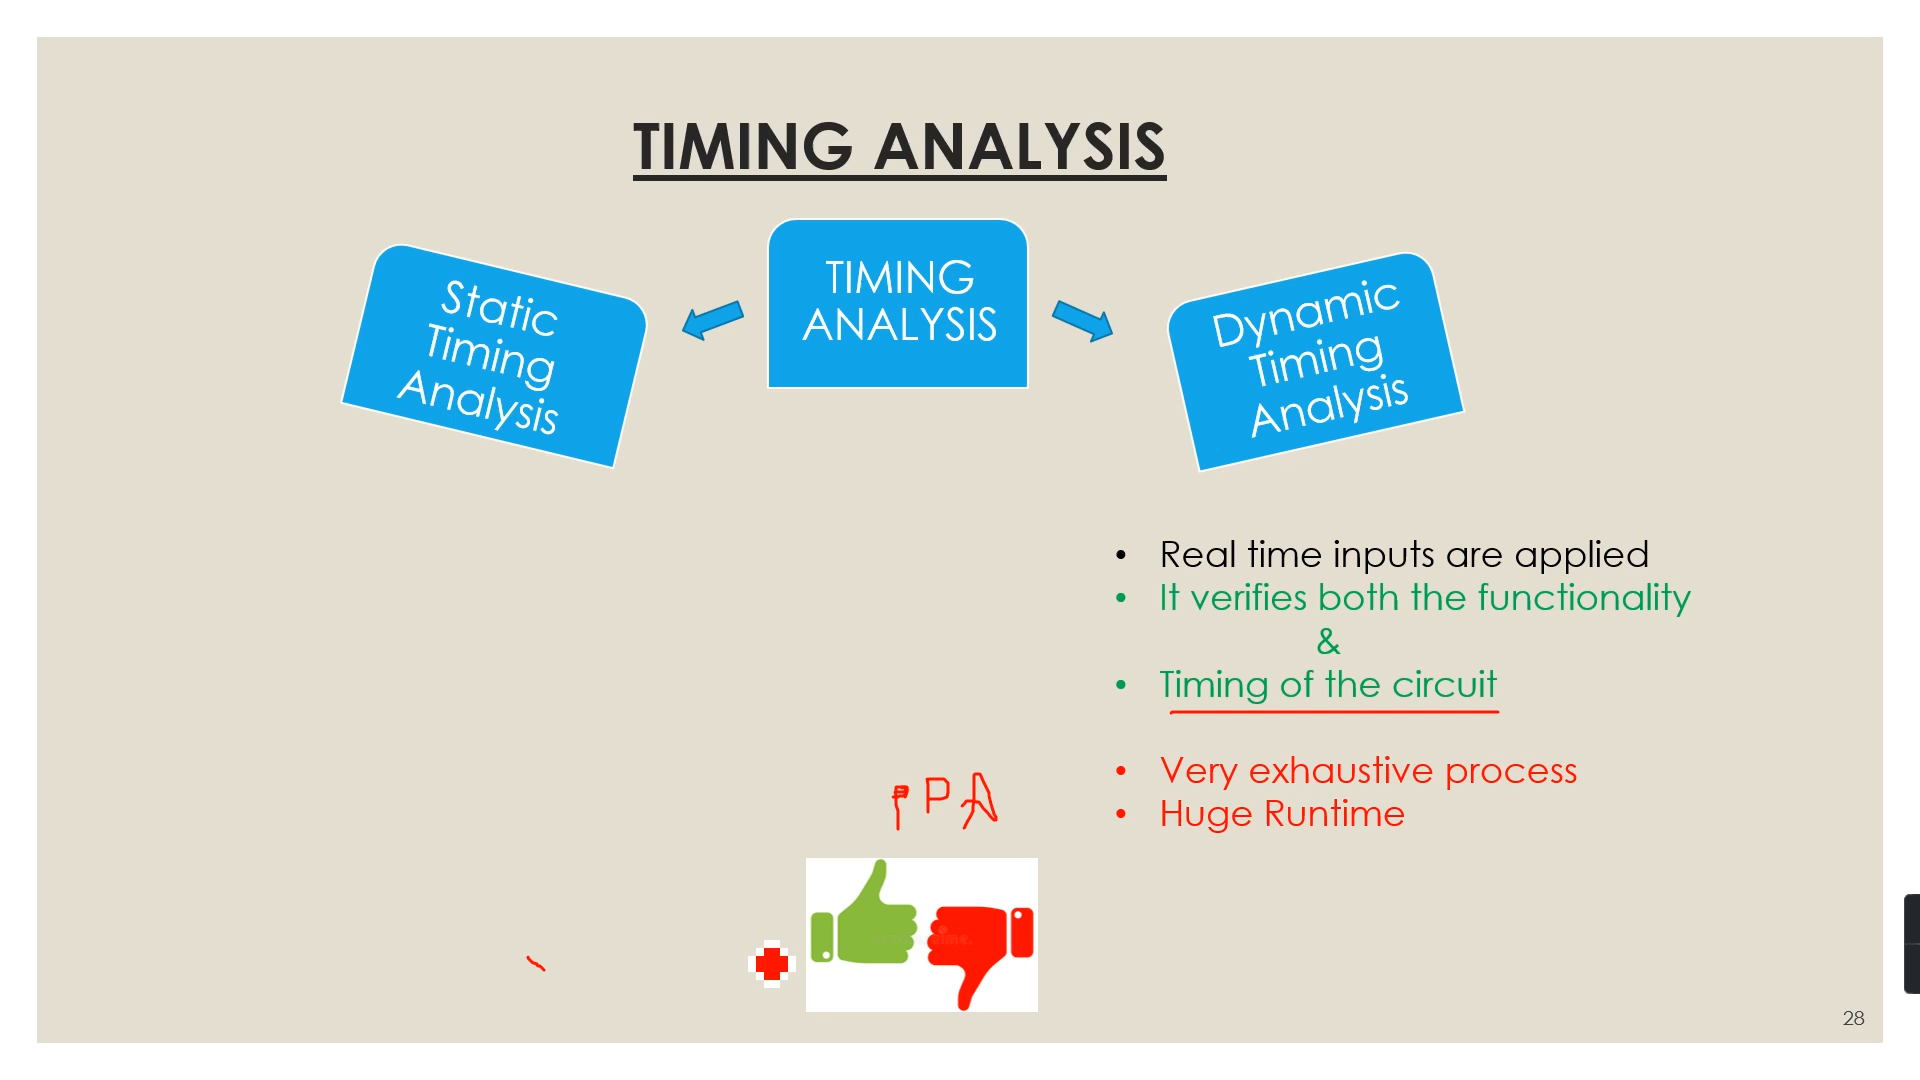 TIMING ANALYSIS
Static
Timing
Analysis
TIMING
ANALYSIS
Dynamic
Timing
Analysis
• Real time inputs are applied
• It verifies both the functionality
&
• Timing of the circuit
• Very exhaustive process
• Huge Runtime
PPA
28